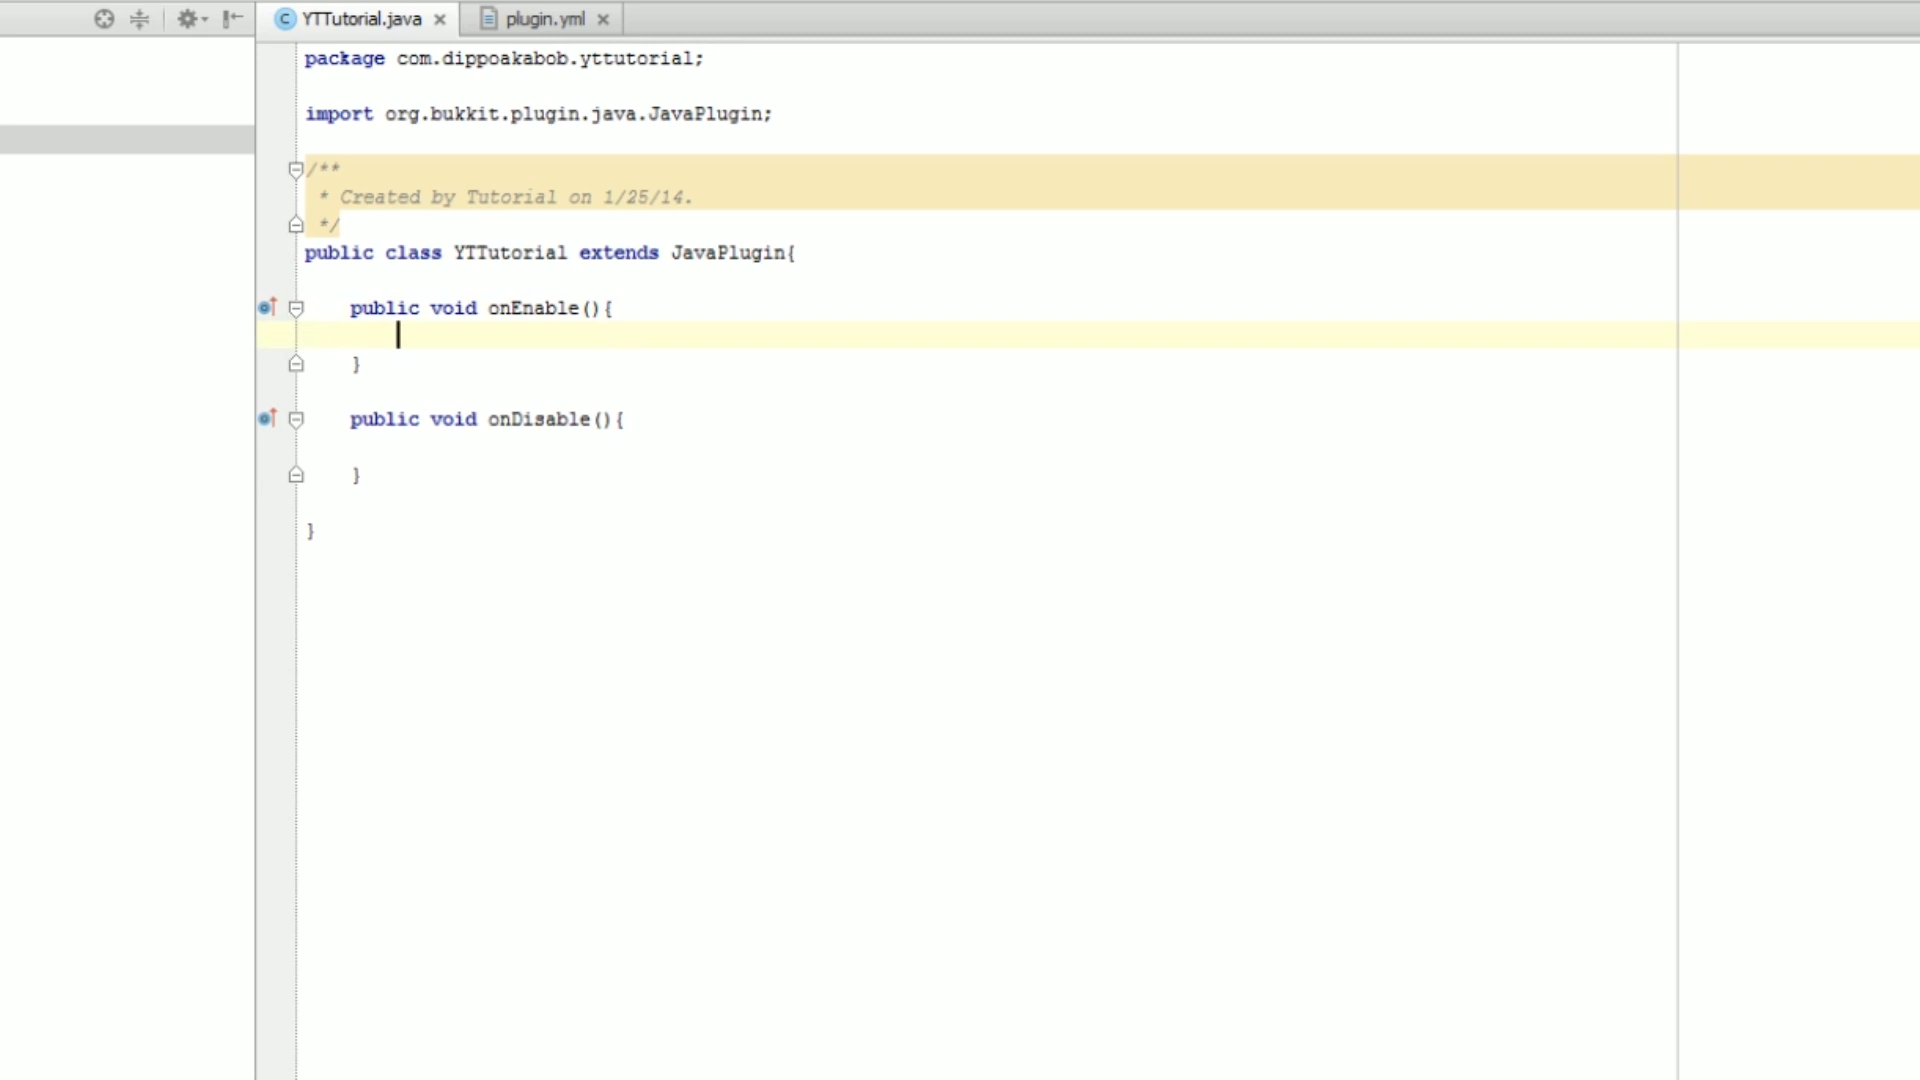 YTTutorial.java
plugin.yml
package com.dippoakabob.yttutorial;
import org.bukkit.plugin.java.JavaPlugin;
/**
* Created by Tutorial on 1/25/14.
*/
public class YTTutorial extends JavaPlugin{
public void onEnable(){
}
public void onDisable(){
}
}